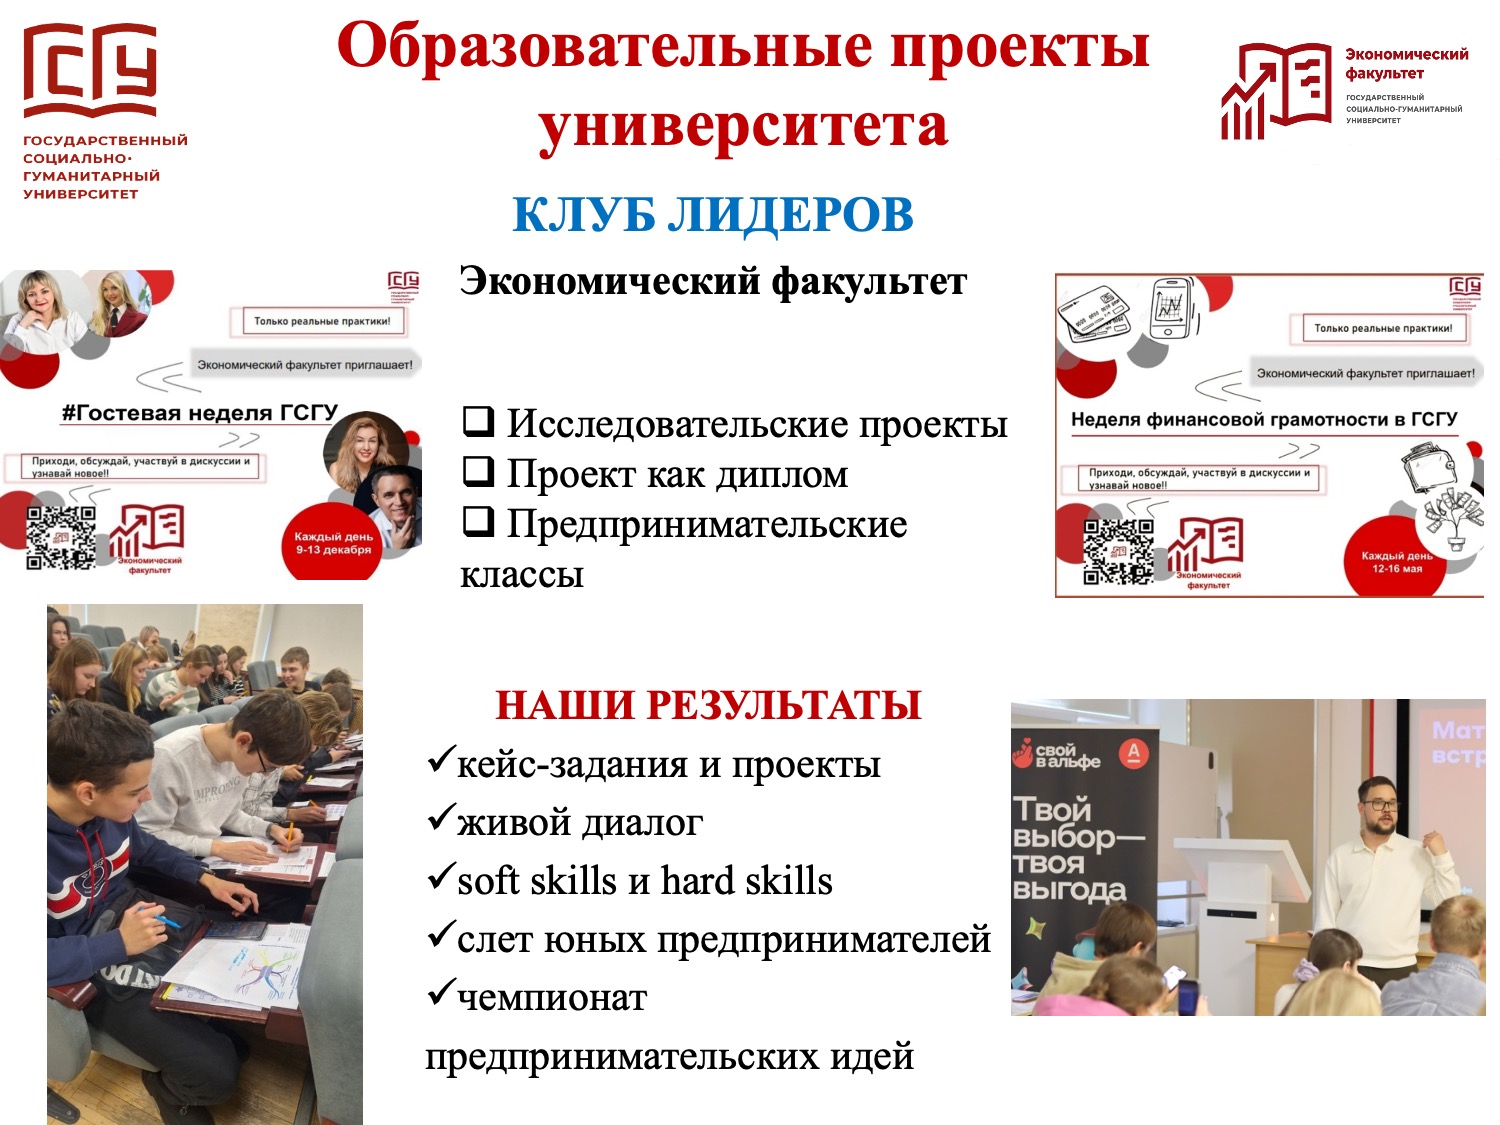 ГСГУ
ГОСУДАРСТВЕННЫЙ
СОЦИАЛЬНО-
ГУМАНИТАРНЫЙ
УНИВЕРСИТЕТ
Образовательные проекты
университета
Экономический
факультет
ГОСУДАРСТВЕННЫЙ
СОЦИАЛЬНО-ГУМАНИТАРНЫЙ
УНИВЕРСИТЕТ
КЛУБ ЛИДЕРОВ
Экономический факультет
ГСГУ
Только реальные практики!
Экономический факультет приглашает!
#Гостевая неделя ГСГУ
Приходи, обсуждай, участвуй в дискуссии и
узнавай новое!!
Каждый день
9-13 декабря
Экономический
факультет
❑ Исследовательские проекты
❑ Проект как диплом
❑ Предпринимательские
классы
ГСГУ
Только реальные практики!
Экономический факультет приглашает!
Неделя финансовой грамотности в ГСГУ
Приходи, обсуждай, участвуй в дискуссии и
узнавай новое!!
Каждый день
12-16 мая
Экономический
факультет
НАШИ РЕЗУЛЬТАТЫ
✓кейс-задания и проекты
✓живой диалог
✓soft skills и hard skills
✓слет юных предпринимателей
✓чемпионат
предпринимательских идей
свой
в альфе
А
Твой
выбор—
твоя
выгода
Мат
встр